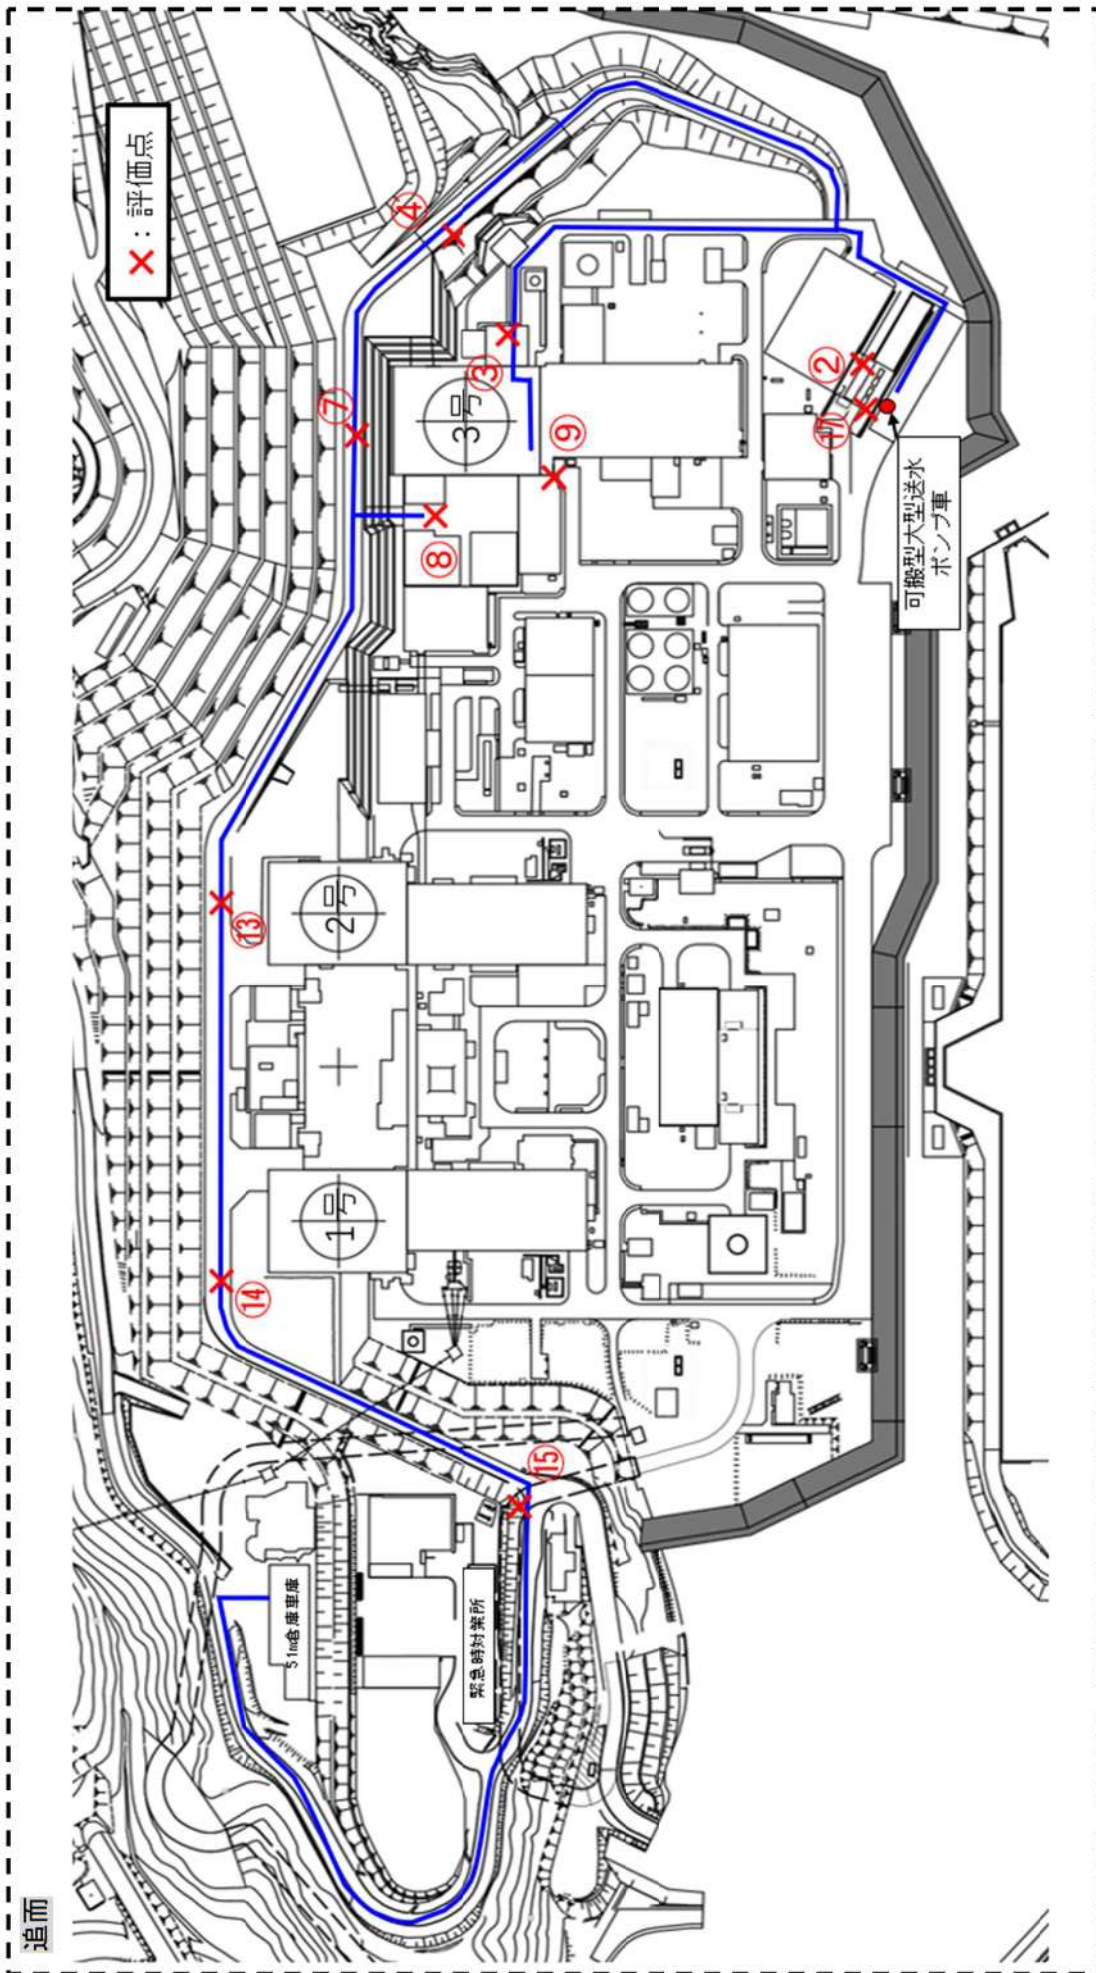 追而
×：評価点
51m倉庫車庫
緊急時対策所
⑭
⑬
⑦
④
1号
2号
3号
⑧
③
⑮
⑨
②
⑰
可搬型大型送水
ポンプ車